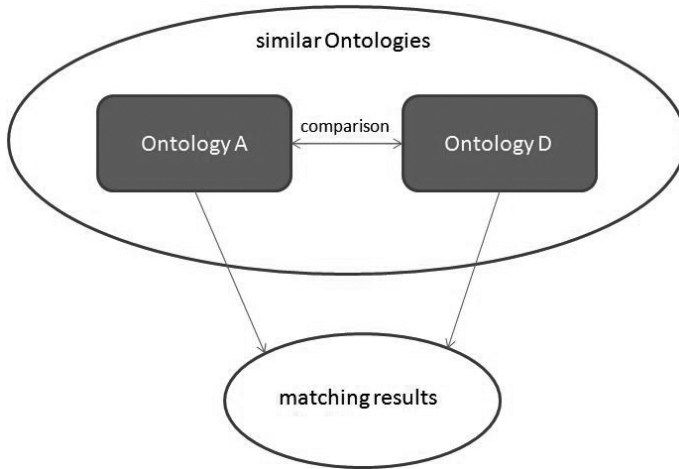 similar Ontologies
comparison
Ontology A
Ontology D
matching results